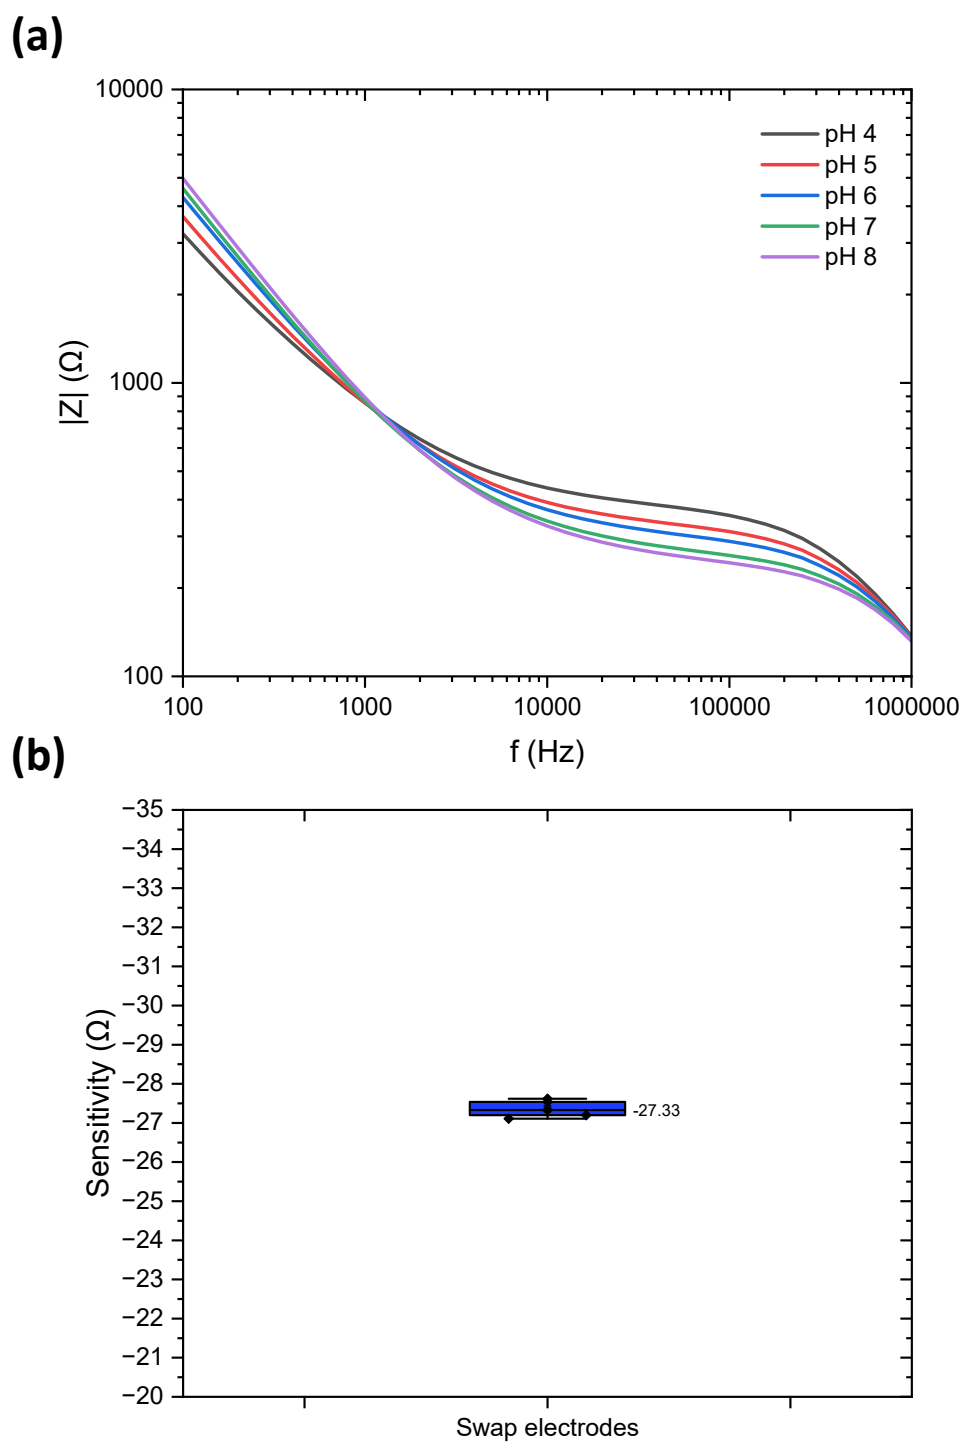 (a)
10000
1000
100
|Z| (Ω)
pH 4
pH 5
pH 6
pH 7
pH 8
100 1000 10000 100000 1000000
f (Hz)
(b)
−35
−34
−33
−32
−31
−30
−29
−28
−27
−26
−25
−24
−23
−22
−21
−20
Sensitivity (Ω)
-27.33
Swap electrodes